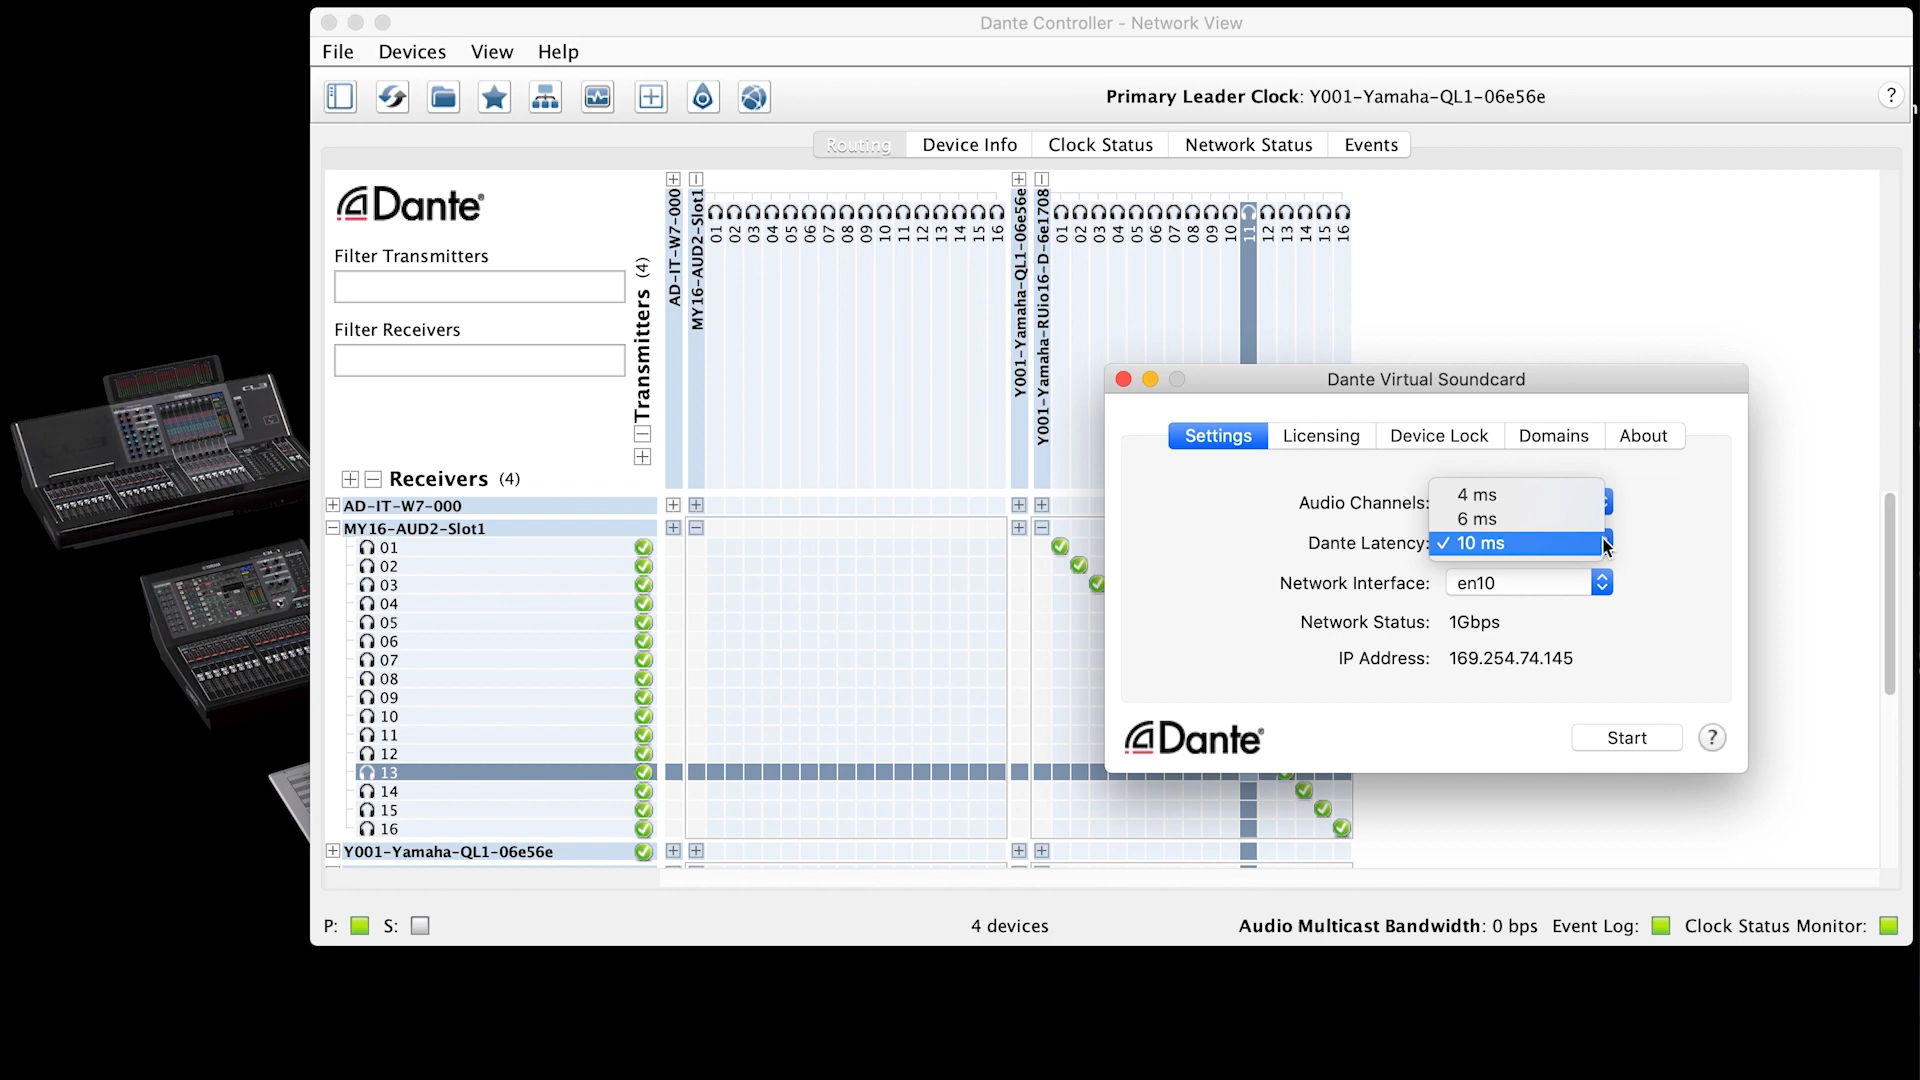 Dante Controller - Network View
File Devices View Help
Primary Leader Clock: Y001-Yamaha-QL1-06e56e
?
Routing Device Info Clock Status Network Status Events
Dante
Filter Transmitters
Filter Receivers
Transmitters (4)
AD-IT-W7-000
MY16-AUD2-Slot1
01 02 03 04 05 06 07 08 09 10 11 12 13 14 15 16
Y001-Yamaha-QL1-06e56e
Y001-Yamaha-RUio16-D-6e1708
01 02 03 04 05 06 07 08 09 10 11 12 13 14 15 16
Receivers (4)
AD-IT-W7-000
MY16-AUD2-Slot1
01
02
03
04
05
06
07
08
09
10
11
12
13
14
15
16
Y001-Yamaha-QL1-06e56e
Dante Virtual Soundcard
Settings Licensing Device Lock Domains About
Audio Channels:
4 ms
6 ms
Dante Latency: ✓ 10 ms
Network Interface: en10
Network Status: 1Gbps
IP Address: 169.254.74.145
Dante
Start ?
P: S: 4 devices Audio Multicast Bandwidth: 0 bps Event Log: Clock Status Monitor:
CL3